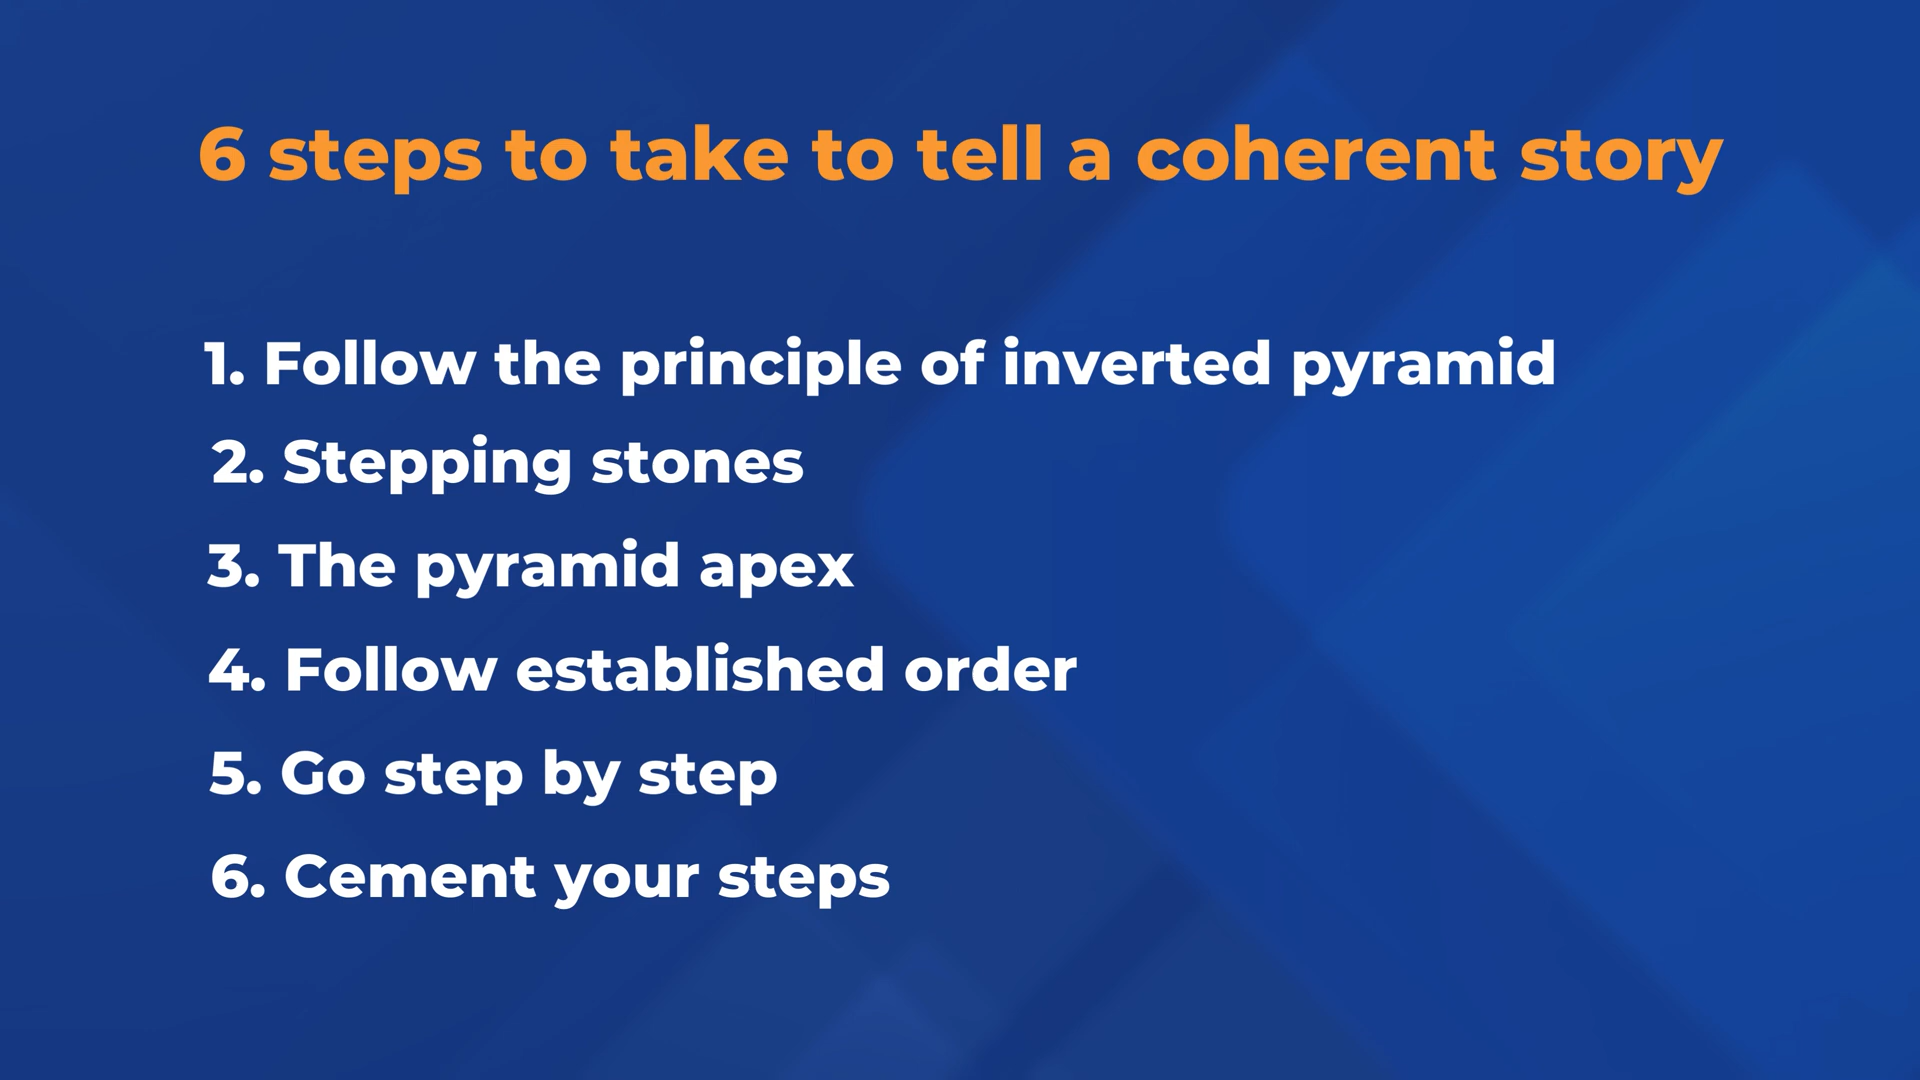 6 steps to take to tell a coherent story
1. Follow the principle of inverted pyramid
2. Stepping stones
3. The pyramid apex
4. Follow established order
5. Go step by step
6. Cement your steps